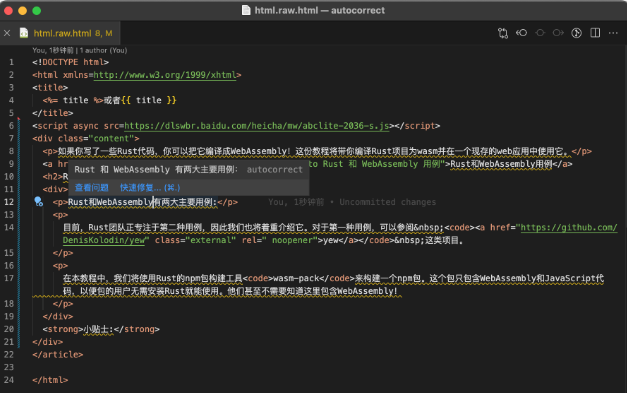 html.raw.html — autocorrect
html.raw.html 8, M
You, 1秒钟前 | 1 author (You)
1 <!DOCTYPE html>
2 <html xmlns=http://www.w3.org/1999/xhtml>
3 <title>
4 <%= title %>或者{{ title }}
5 </title>
6 <script async src=https://dlswbr.baidu.com/heicha/mw/abclite-2036-s.js></script>
7 <div class="content">
8 <p>如果你写了一些Rust代码，你可以把它编译成WebAssembly！这份教程将带你编译Rust项目为wasm并在一个现存的web应用中使用它。</p>
9 <a h to Rust 和 WebAssembly 用例">Rust和WebAssembly用例</a>
Rust 和 WebAssembly 有两大主要用例： autocorrect
查看问题 快速修复... (⌘.)
10 <h2>R
11 <div>
12 <p>Rust和WebAssembly有两大主要用例:</p> You, 1秒钟前 • Uncommitted changes
13 <p>
14 目前，Rust团队正专注于第二种用例，因此我们也将着重介绍它。对于第一种用例，可以参阅&nbsp;<code><a href="https://github.com/
DenisKolodin/yew" class="external" rel=" noopener">yew</a></code>&nbsp;这类项目。
15 </p>
16 <p>
17 在本教程中，我们将使用Rust的npm包构建工具<code>wasm-pack</code>来构建一个npm包。这个包只包含WebAssembly和JavaScript代
码，以便包的用户无需安装Rust就能使用。他们甚至不需要知道这里包含WebAssembly！
18 </p>
19 </div>
20 <strong>小贴士:</strong>
21 </div>
22 </article>
23
24 </html>